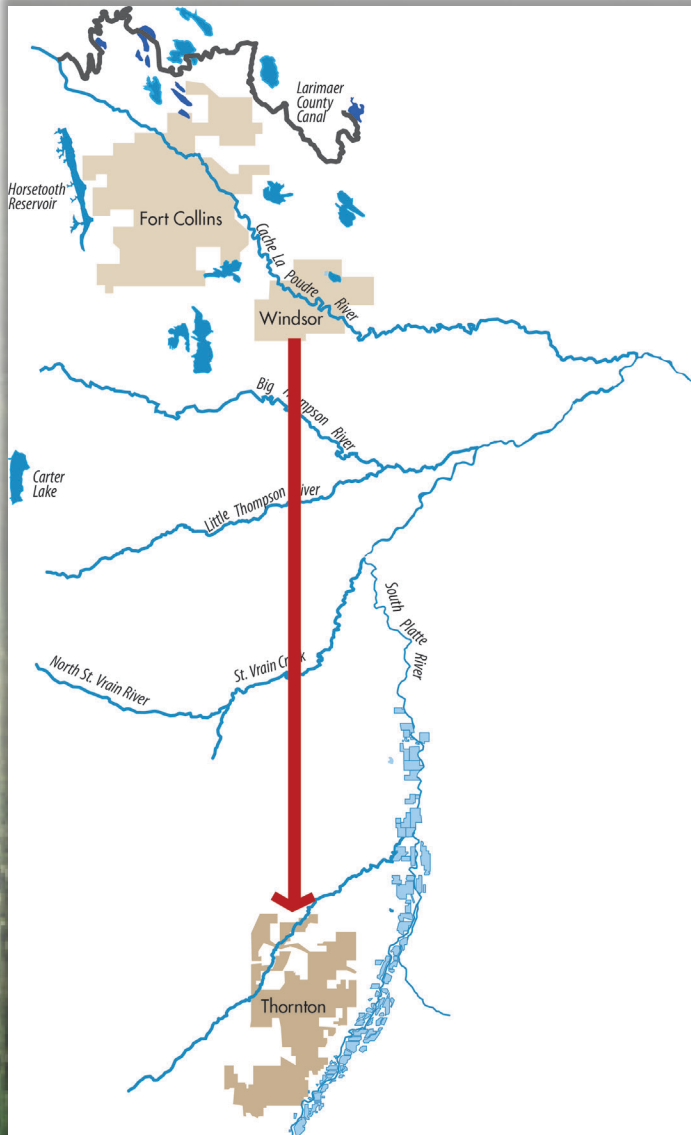 Larimaer
County
Canal
Horsetooth
Reservoir
Fort Collins
Cache La Poudre River
Windsor
Big Thompson River
Carter
Lake
Little Thompson River
South Platte River
St. Vrain Creek
North St. Vrain River
Thornton